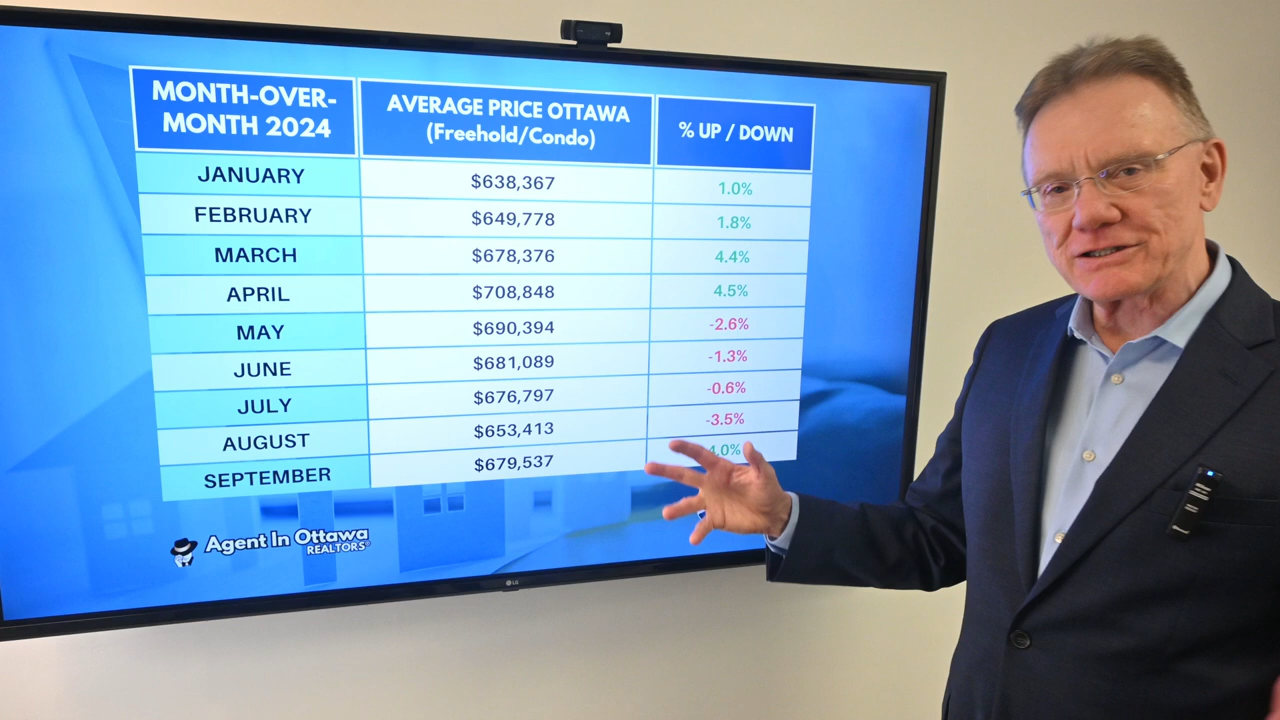 MONTH-OVER-
MONTH 2024
AVERAGE PRICE OTTAWA
(Freehold/Condo)
% UP / DOWN
JANUARY $638,367 1.0%
FEBRUARY $649,778 1.8%
MARCH $678,376 4.4%
APRIL $708,848 4.5%
MAY $690,394 -2.6%
JUNE $681,089 -1.3%
JULY $676,797 -0.6%
AUGUST $653,413 -3.5%
SEPTEMBER $679,537 4.0%
Agent In Ottawa
REALTORS®
LG